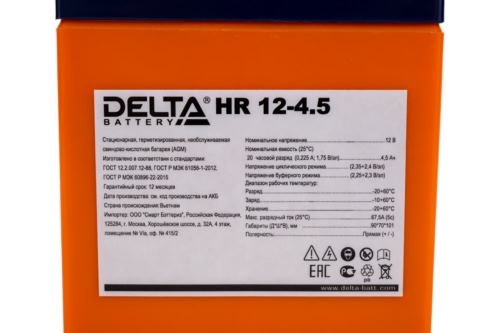 DELTA® HR 12-4.5
BATTERY
Стационарная, герметизированная, необслуживаемая
свинцово-кислотная батарея (AGM)
Изготовлено в соответствии с стандартами:
ГОСТ 12.2.007.12-88, ГОСТ Р МЭК 61056-1-2012,
ГОСТ Р МЭК 60896-22-2015
Гарантийный срок: 12 месяцев
Дата производства: см. код производства на АКБ
Страна происхождения: Вьетнам
Импортер: ООО "Смарт Бэттериз", Российская Федерация,
125284, г. Москва, Хорошёвское шоссе, д. 32А, 4 этаж,
помещение № VIa, оф. № 415/2
Номинальное напряжение: 12 В
Номинальная емкость (25°С)
20 часовой разряд (0,225 А; 1,75 В/эл) 4,5 Ач
Напряжение циклического режима (2,35÷2,4 В/эл)
Напряжение буферного режима (2,25÷2,3 В/эл)
Диапазон рабочих температур:
Разряд -20÷60°С
Заряд -10÷60°С
Хранение -20÷60°С
Макс. разрядный ток (25°С) 67,5А (5с)
Габариты (Д*Ш*В), мм 90*70*101
Полярность: Прямая (+ / -)
EAC
Pb
www.delta-batt.com